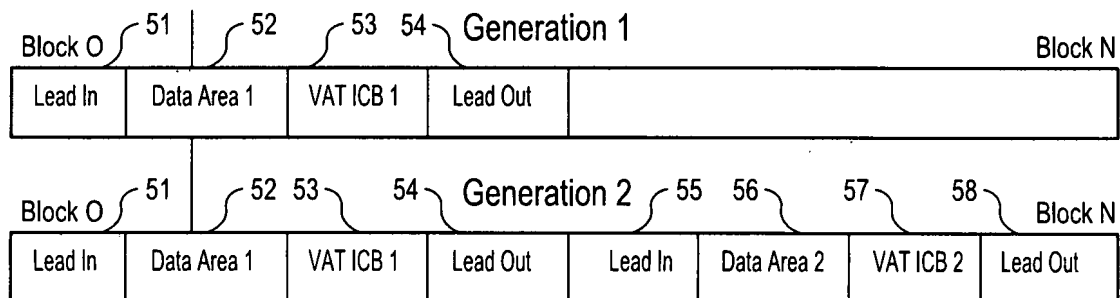 51 52 53 54 Generation 1
Block O Block N
Lead In Data Area 1 VAT ICB 1 Lead Out
51 52 53 54 Generation 2 55 56 57 58
Block O Block N
Lead In Data Area 1 VAT ICB 1 Lead Out Lead In Data Area 2 VAT ICB 2 Lead Out